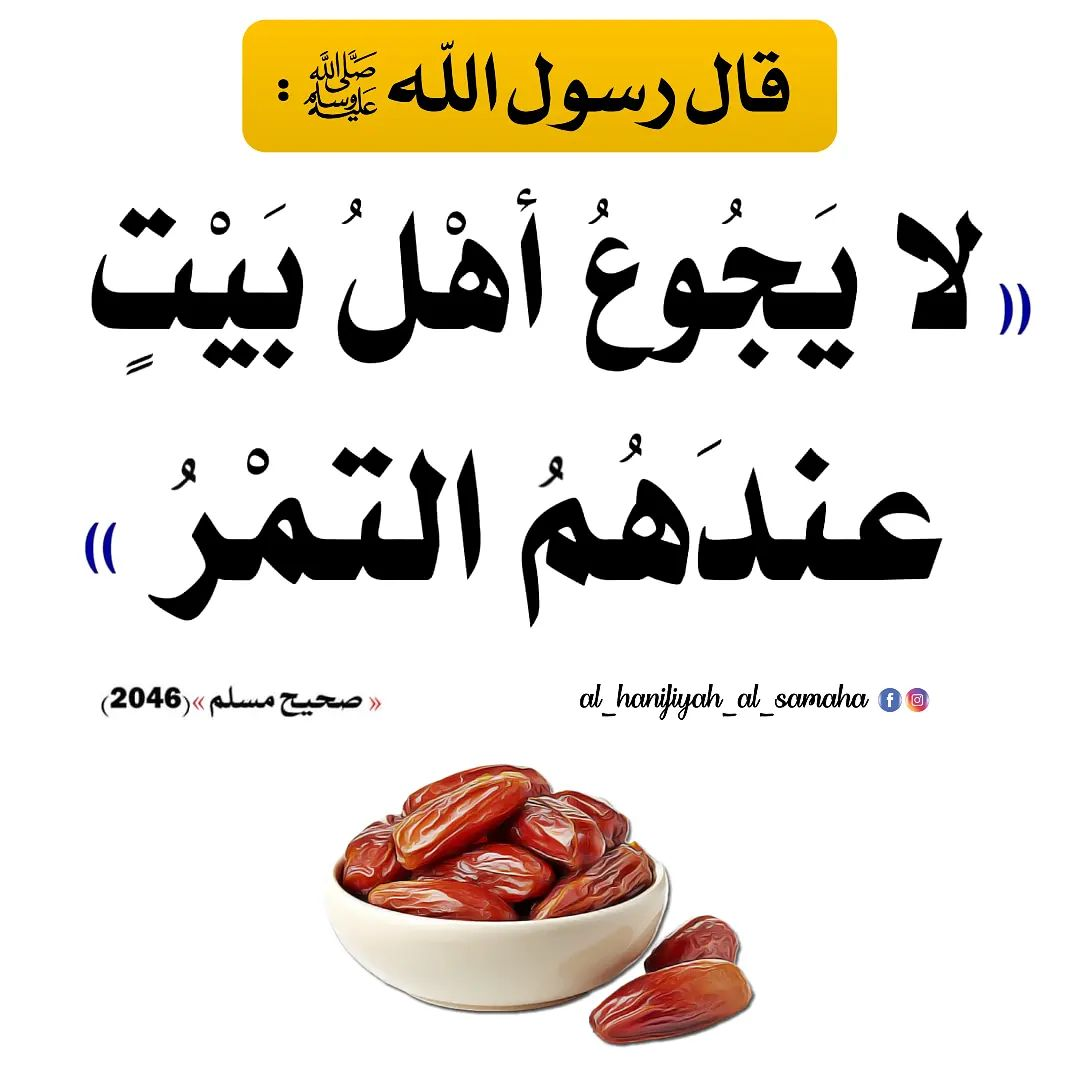 قال رسول الله ﷺ :
(( لا يَجُوعُ أهْلُ بَيْتٍ
عندَهُمُ التمْرُ ))
« صحيح مسلم »(2046)
al_hanifiyah_al_samaha